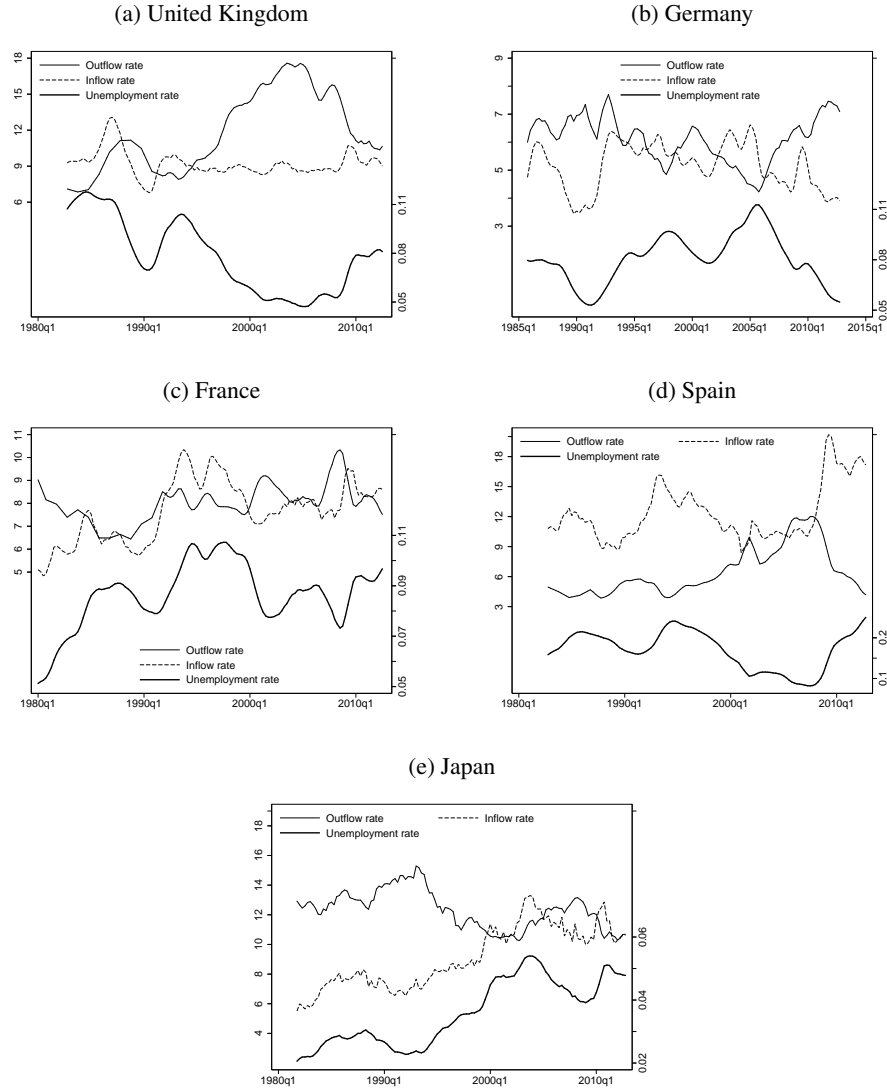 (a) United Kingdom
Outflow rate
Inflow rate
Unemployment rate
18
15
12
9
6
0.11
0.08
0.05
1980q1 1990q1 2000q1 2010q1
(b) Germany
Outflow rate
Inflow rate
Unemployment rate
9
7
5
3
0.11
0.08
0.05
1985q1 1990q1 1995q1 2000q1 2005q1 2010q1 2015q1
(c) France
11
10
9
8
7
6
5
0.11
0.09
0.07
0.05
Outflow rate
Inflow rate
Unemployment rate
1980q1 1990q1 2000q1 2010q1
(d) Spain
Outflow rate Inflow rate
Unemployment rate
18
15
12
9
6
3
0.2
0.1
1980q1 1990q1 2000q1 2010q1
(e) Japan
Outflow rate Inflow rate
Unemployment rate
18
16
14
12
10
8
6
4
0.06
0.04
0.02
1980q1 1990q1 2000q1 2010q1